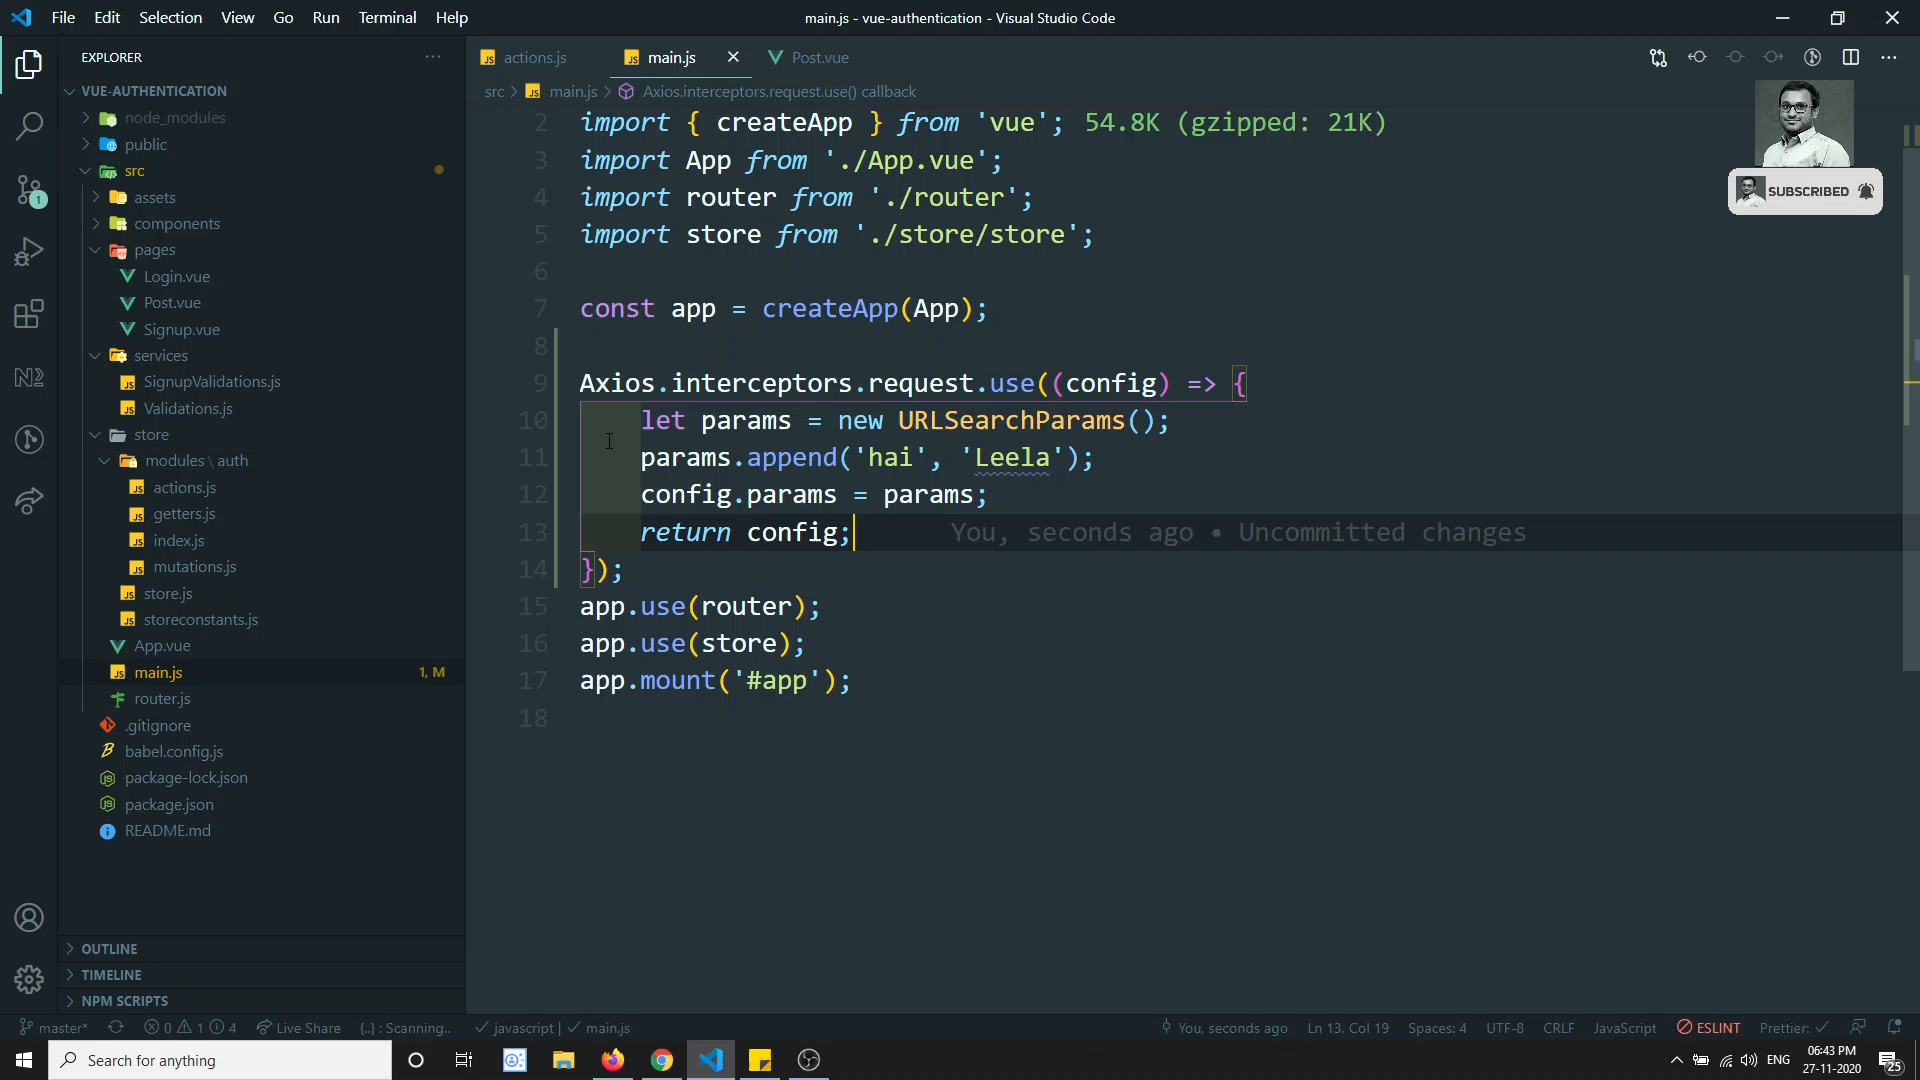 File Edit Selection View Go Run Terminal Help
main.js - vue-authentication - Visual Studio Code
EXPLORER
VUE-AUTHENTICATION
node_modules
public
src
assets
components
pages
Login.vue
Post.vue
Signup.vue
services
SignupValidations.js
Validations.js
store
modules \ auth
actions.js
getters.js
index.js
mutations.js
store.js
storeconstants.js
App.vue
main.js 1, M
router.js
.gitignore
babel.config.js
package-lock.json
package.json
README.md
OUTLINE
TIMELINE
NPM SCRIPTS
actions.js main.js Post.vue
src > main.js > Axios.interceptors.request.use() callback
2 import { createApp } from 'vue'; 54.8K (gzipped: 21K)
3 import App from './App.vue';
4 import router from './router';
5 import store from './store/store';
6
7 const app = createApp(App);
8
9 Axios.interceptors.request.use((config) => {
10 let params = new URLSearchParams();
11 params.append('hai', 'Leela');
12 config.params = params;
13 return config; You, seconds ago • Uncommitted changes
14 });
15 app.use(router);
16 app.use(store);
17 app.mount('#app');
18
SUBSCRIBED
master* 0 1 4 Live Share {..} : Scanning.. javascript | main.js You, seconds ago Ln 13, Col 19 Spaces: 4 UTF-8 CRLF JavaScript ESLINT Prettier:
Search for anything
ENG
06:43 PM
27-11-2020
25
1